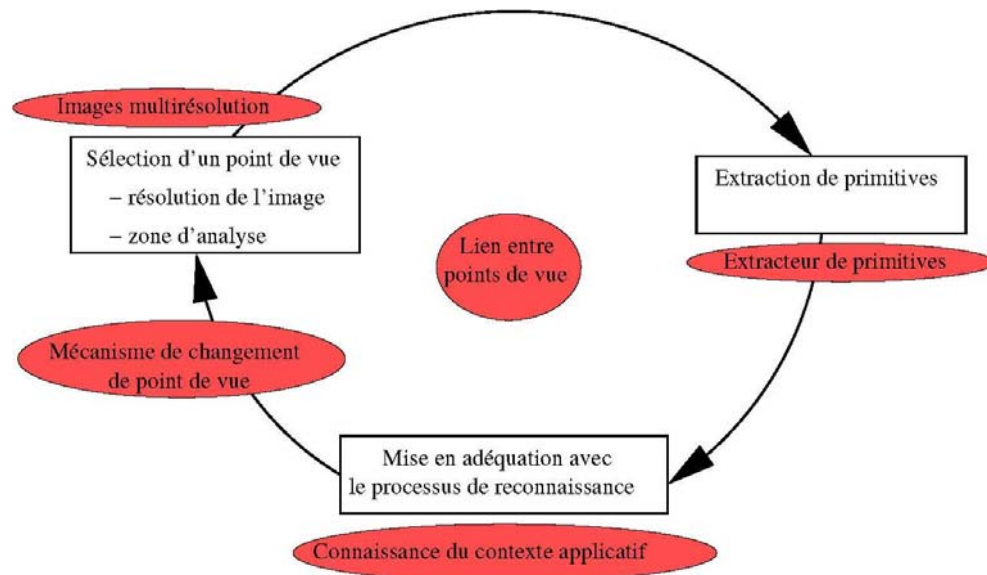 Images multirésolution
Sélection d'un point de vue
– résolution de l'image
– zone d'analyse
Extraction de primitives
Extracteur de primitives
Lien entre
points de vue
Mécanisme de changement
de point de vue
Mise en adéquation avec
le processus de reconnaissance
Connaissance du contexte applicatif